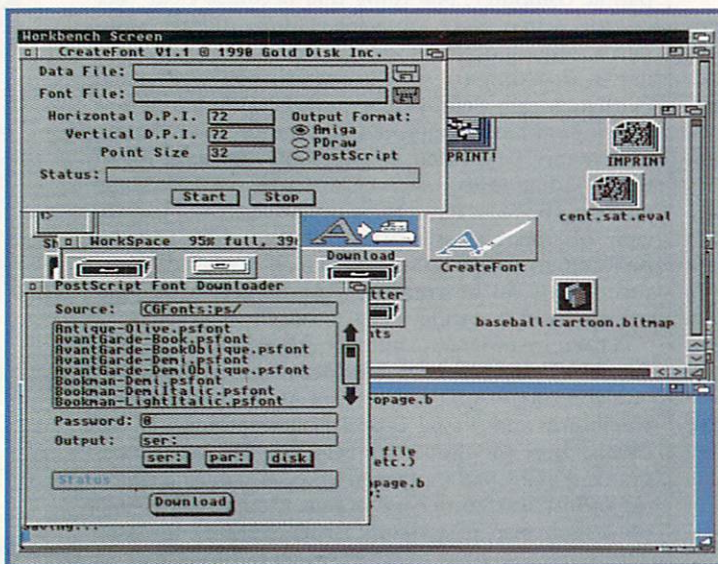 Workbench Screen
CreateFont V1.1 © 1990 Gold Disk Inc.
Data File:
Font File:
Horizontal D.P.I. 72
Vertical D.P.I. 72
Point Size 32
Output Format:
Amiga
PDraw
PostScript
Status:
Start Stop
PRINT!
IMPRINT
cent.sat.eval
WorkSpace 95% full,
Download
CreateFont
baseball.cartoon.bitmap
PostScript Font Downloader
Source: CGFonts:ps/
Antique-Olive.psfont
AvantGarde-Book.psfont
AvantGarde-BookOblique.psfont
AvantGarde-Demi.psfont
AvantGarde-DemiOblique.psfont
Bookman-Demi.psfont
Bookman-DemiItalic.psfont
Bookman-LightItalic.psfont
Password: 0
Output: ser:
ser: par: disk
Status
Download
opage.b
file
etc.)
opage.b